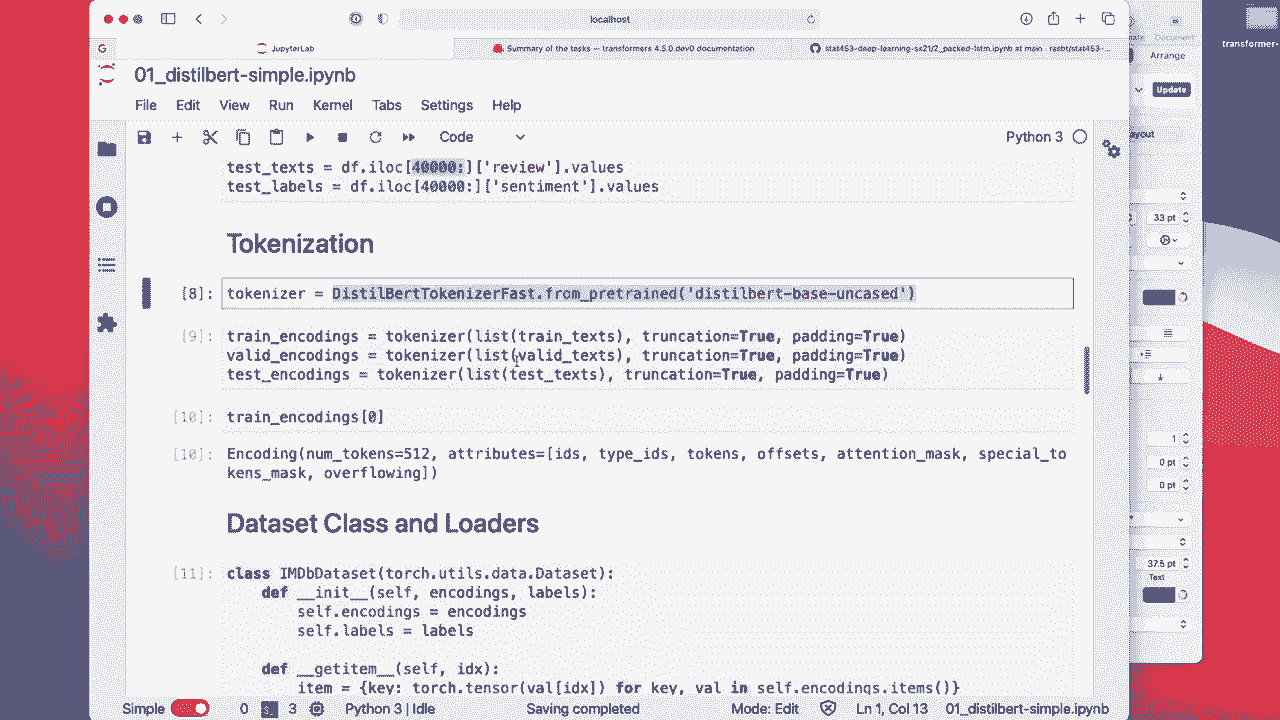 localhost
JupyterLab
Summary of the tasks — transformers 4.5.0.dev0 documentation
stat453-deep-learning-ss21/2_packed-lstm.ipynb at main · rasbt/stat453-...
transformer-
Document
Arrange
Update
ayout
33 pt
1
0 pt
0 pt
37.5 pt
Text
01_distilbert-simple.ipynb
File Edit View Run Kernel Tabs Settings Help
Code
Python 3
test_texts = df.iloc[40000:]['review'].values
test_labels = df.iloc[40000:]['sentiment'].values
Tokenization
[8]: tokenizer = DistilBertTokenizerFast.from_pretrained('distilbert-base-uncased')
[9]: train_encodings = tokenizer(list(train_texts), truncation=True, padding=True)
valid_encodings = tokenizer(list(valid_texts), truncation=True, padding=True)
test_encodings = tokenizer(list(test_texts), truncation=True, padding=True)
[10]: train_encodings[0]
[10]: Encoding(num_tokens=512, attributes=[ids, type_ids, tokens, offsets, attention_mask, special_to
kens_mask, overflowing])
Dataset Class and Loaders
[11]: class IMDbDataset(torch.utils.data.Dataset):
def __init__(self, encodings, labels):
self.encodings = encodings
self.labels = labels
def __getitem__(self, idx):
item = {key: torch.tensor(val[idx]) for key, val in self.encodings.items()}
Simple 0 3 Python 3 | Idle Saving completed Mode: Edit Ln 1, Col 13 01_distilbert-simple.ipynb